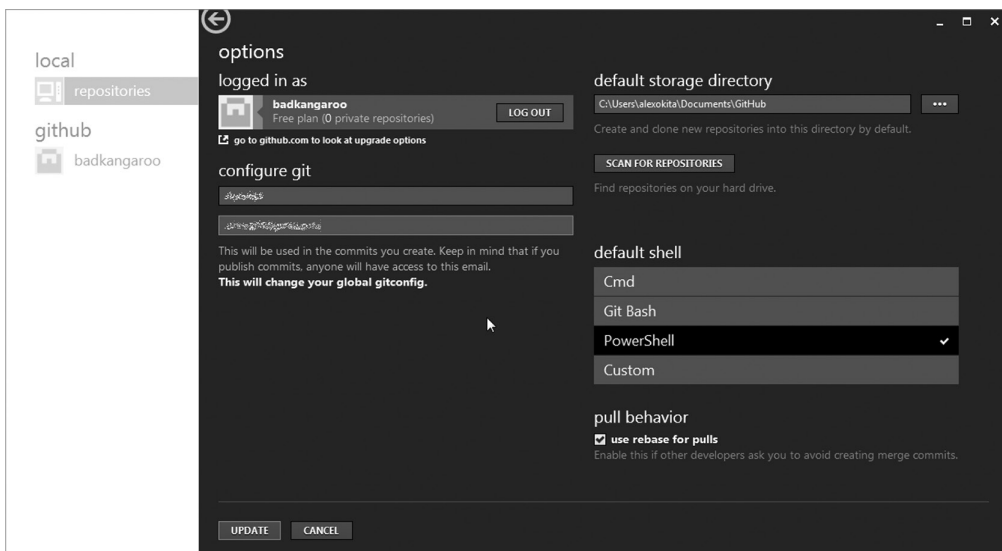 local
repositories
github
badkangaroo
options
logged in as
badkangaroo
Free plan (0 private repositories)
LOG OUT
go to github.com to look at upgrade options
configure git
This will be used in the commits you create. Keep in mind that if you
publish commits, anyone will have access to this email.
This will change your global gitconfig.
default storage directory
C:\Users\alexokita\Documents\GitHub
...
Create and clone new repositories into this directory by default.
SCAN FOR REPOSITORIES
Find repositories on your hard drive.
default shell
Cmd
Git Bash
PowerShell
Custom
pull behavior
use rebase for pulls
Enable this if other developers ask you to avoid creating merge commits.
UPDATE
CANCEL